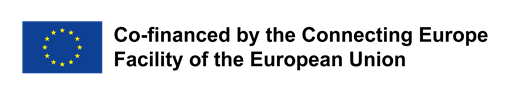 Co-financed by the Connecting Europe
Facility of the European Union